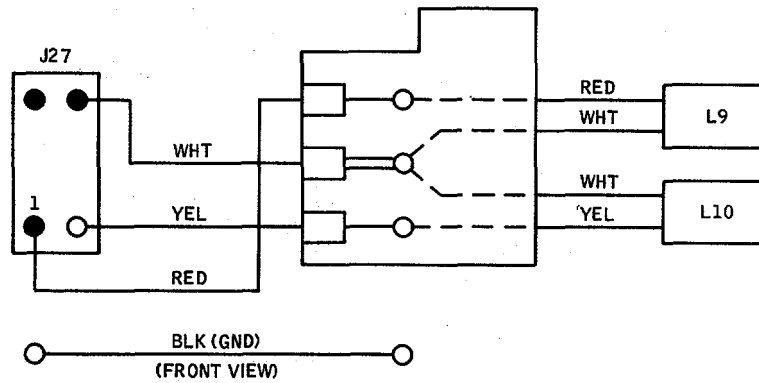 J27
RED
WHT
L9
WHT
1
YEL
WHT
YEL
L10
RED
BLK (GND)
(FRONT VIEW)